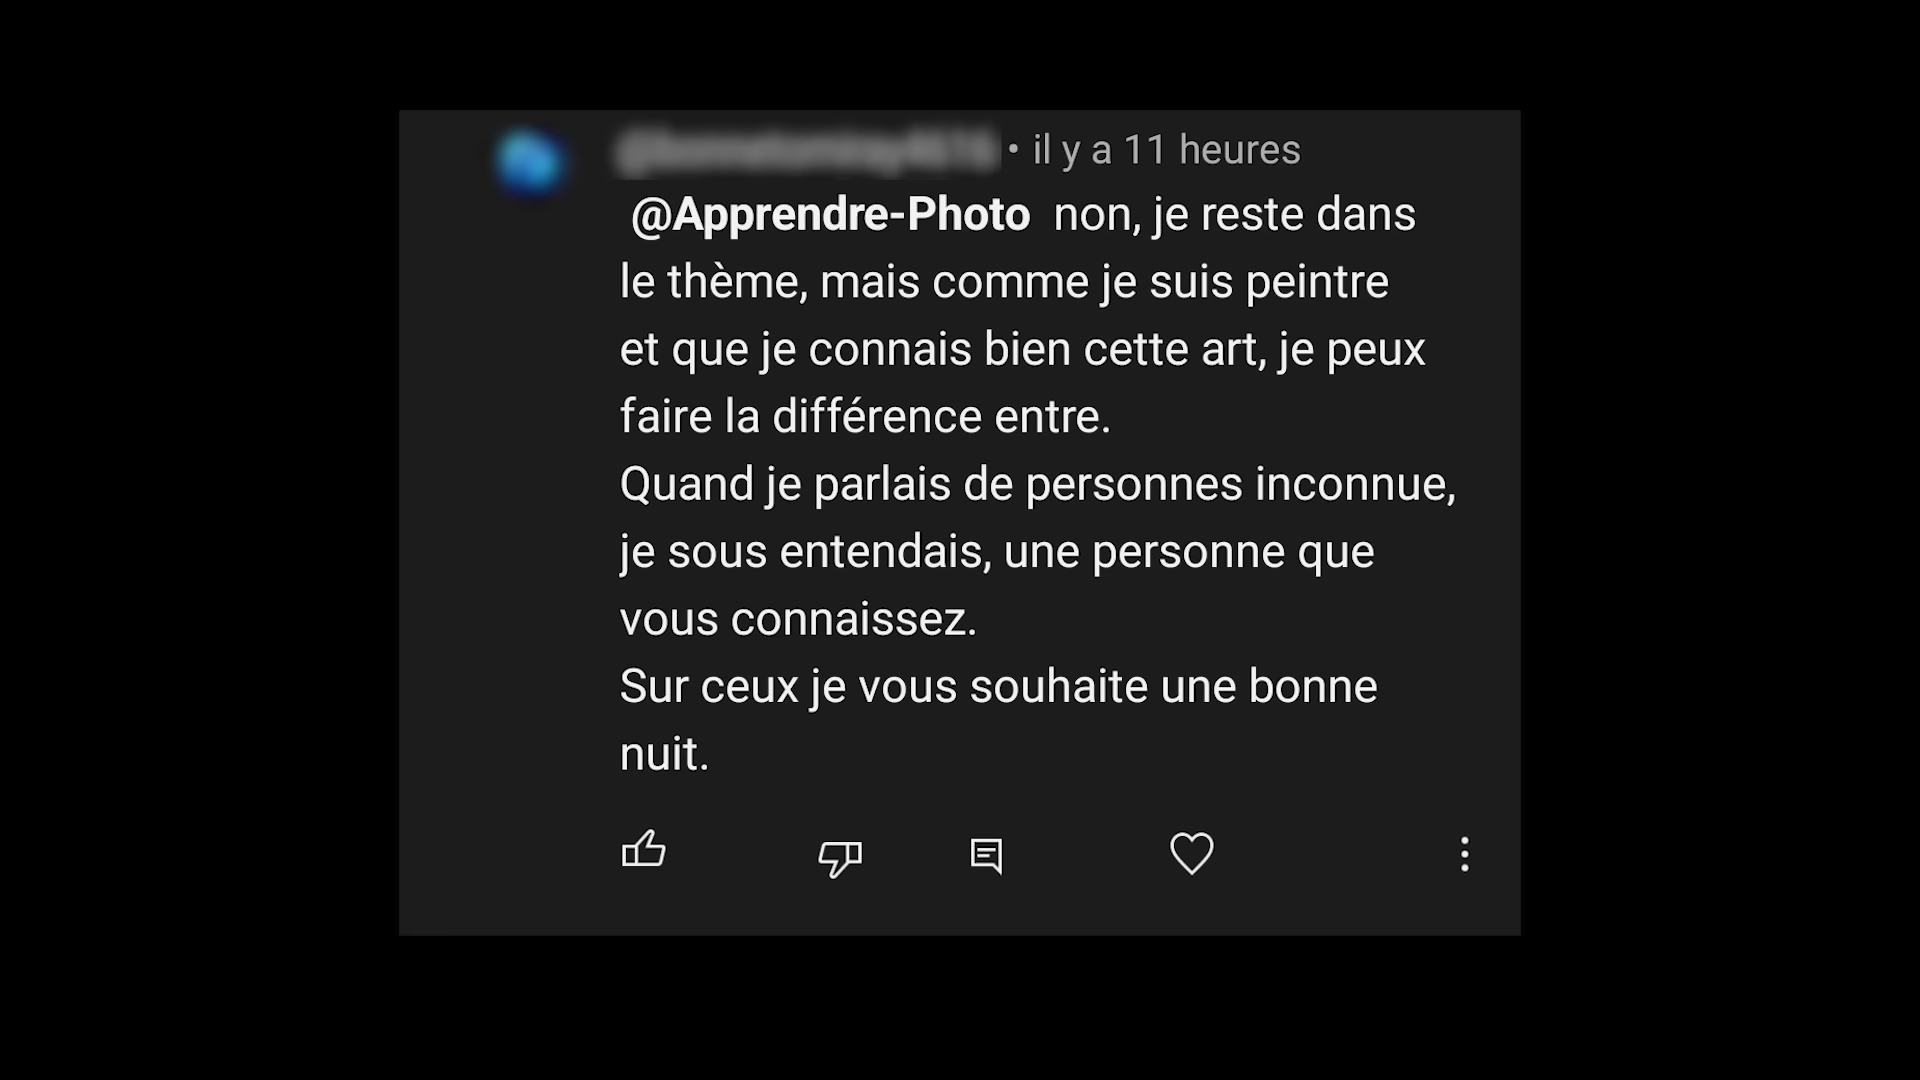 • il y a 11 heures
@Apprendre-Photo non, je reste dans
le thème, mais comme je suis peintre
et que je connais bien cette art, je peux
faire la différence entre.
Quand je parlais de personnes inconnue,
je sous entendais, une personne que
vous connaissez.
Sur ceux je vous souhaite une bonne
nuit.